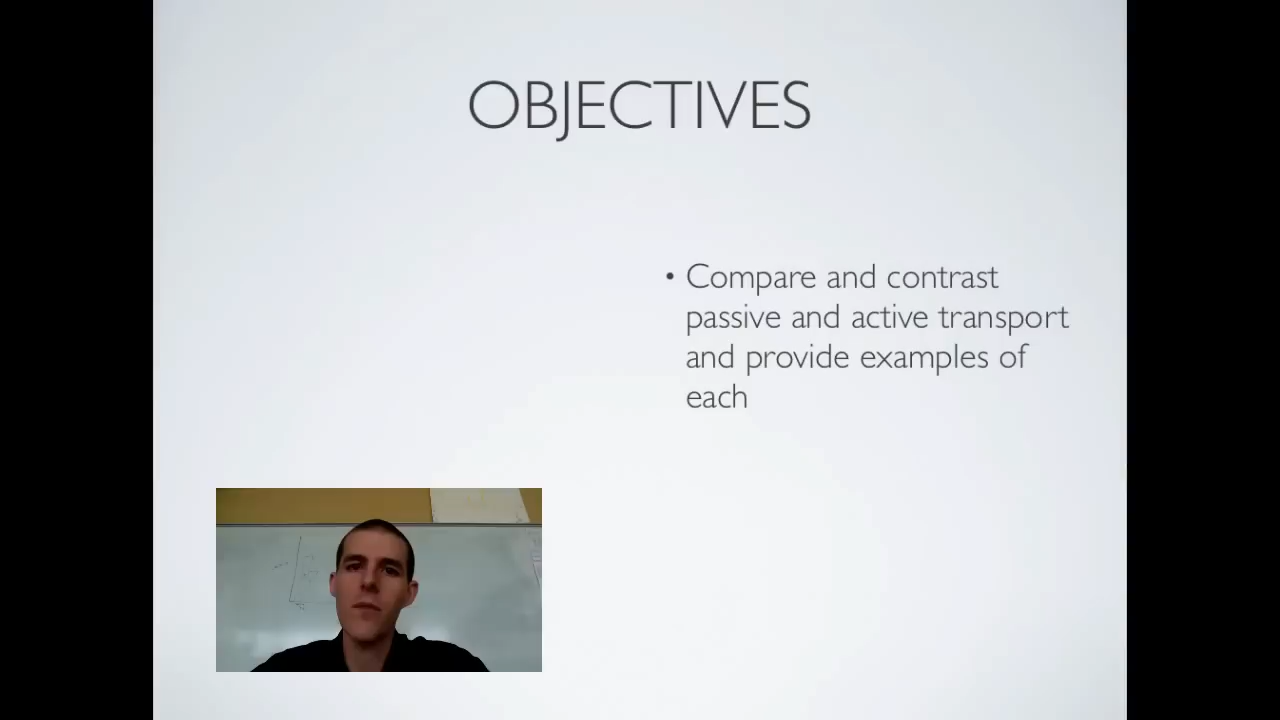 OBJECTIVES
• Compare and contrast
passive and active transport
and provide examples of
each